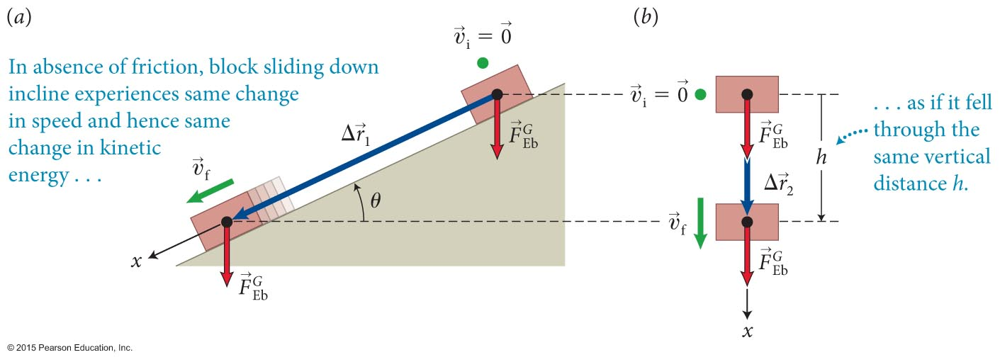 (a)
In absence of friction, block sliding down
incline experiences same change
in speed and hence same
change in kinetic
energy . . .
v⃗i = 0⃗
Δr⃗1
F⃗GEb
v⃗f
θ
x
F⃗GEb
(b)
v⃗i = 0⃗
F⃗GEb
h
Δr⃗2
v⃗f
F⃗GEb
x
. . . as if it fell
through the
same vertical
distance h.
© 2015 Pearson Education, Inc.